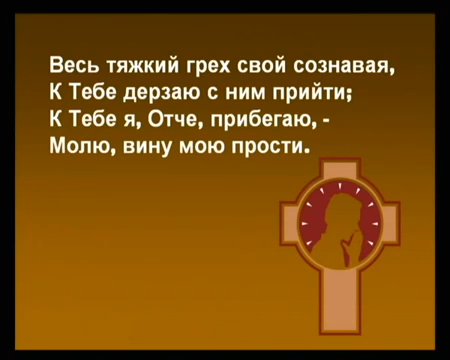 Весь тяжкий грех свой сознавая,
К Тебе дерзаю с ним прийти;
К Тебе я, Отче, прибегаю, -
Молю, вину мою прости.